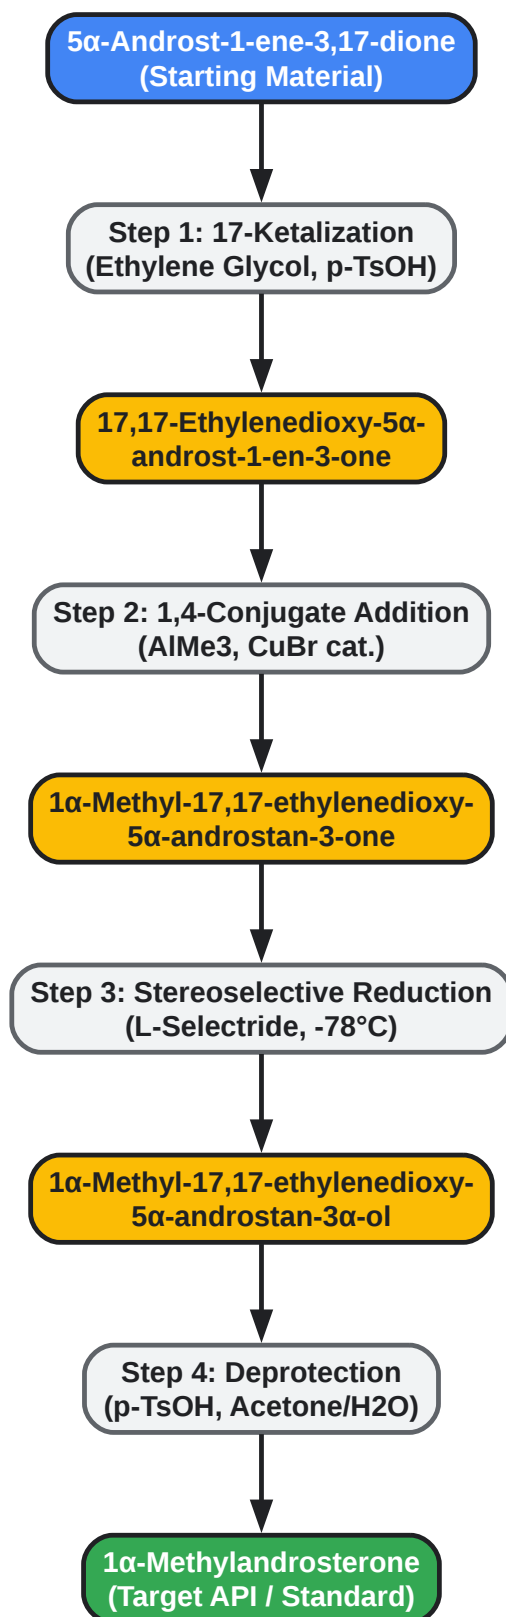 5α-Androst-1-ene-3,17-dione
(Starting Material)
Step 1: 17-Ketalization
(Ethylene Glycol, p-TsOH)
17,17-Ethylenedioxy-5α-
androst-1-en-3-one
Step 2: 1,4-Conjugate Addition
(AlMe3, CuBr cat.)
1α-Methyl-17,17-ethylenedioxy-
5α-androstan-3-one
Step 3: Stereoselective Reduction
(L-Selectride, -78°C)
1α-Methyl-17,17-ethylenedioxy-
5α-androstan-3α-ol
Step 4: Deprotection
(p-TsOH, Acetone/H2O)
1α-Methylandrosterone
(Target API / Standard)